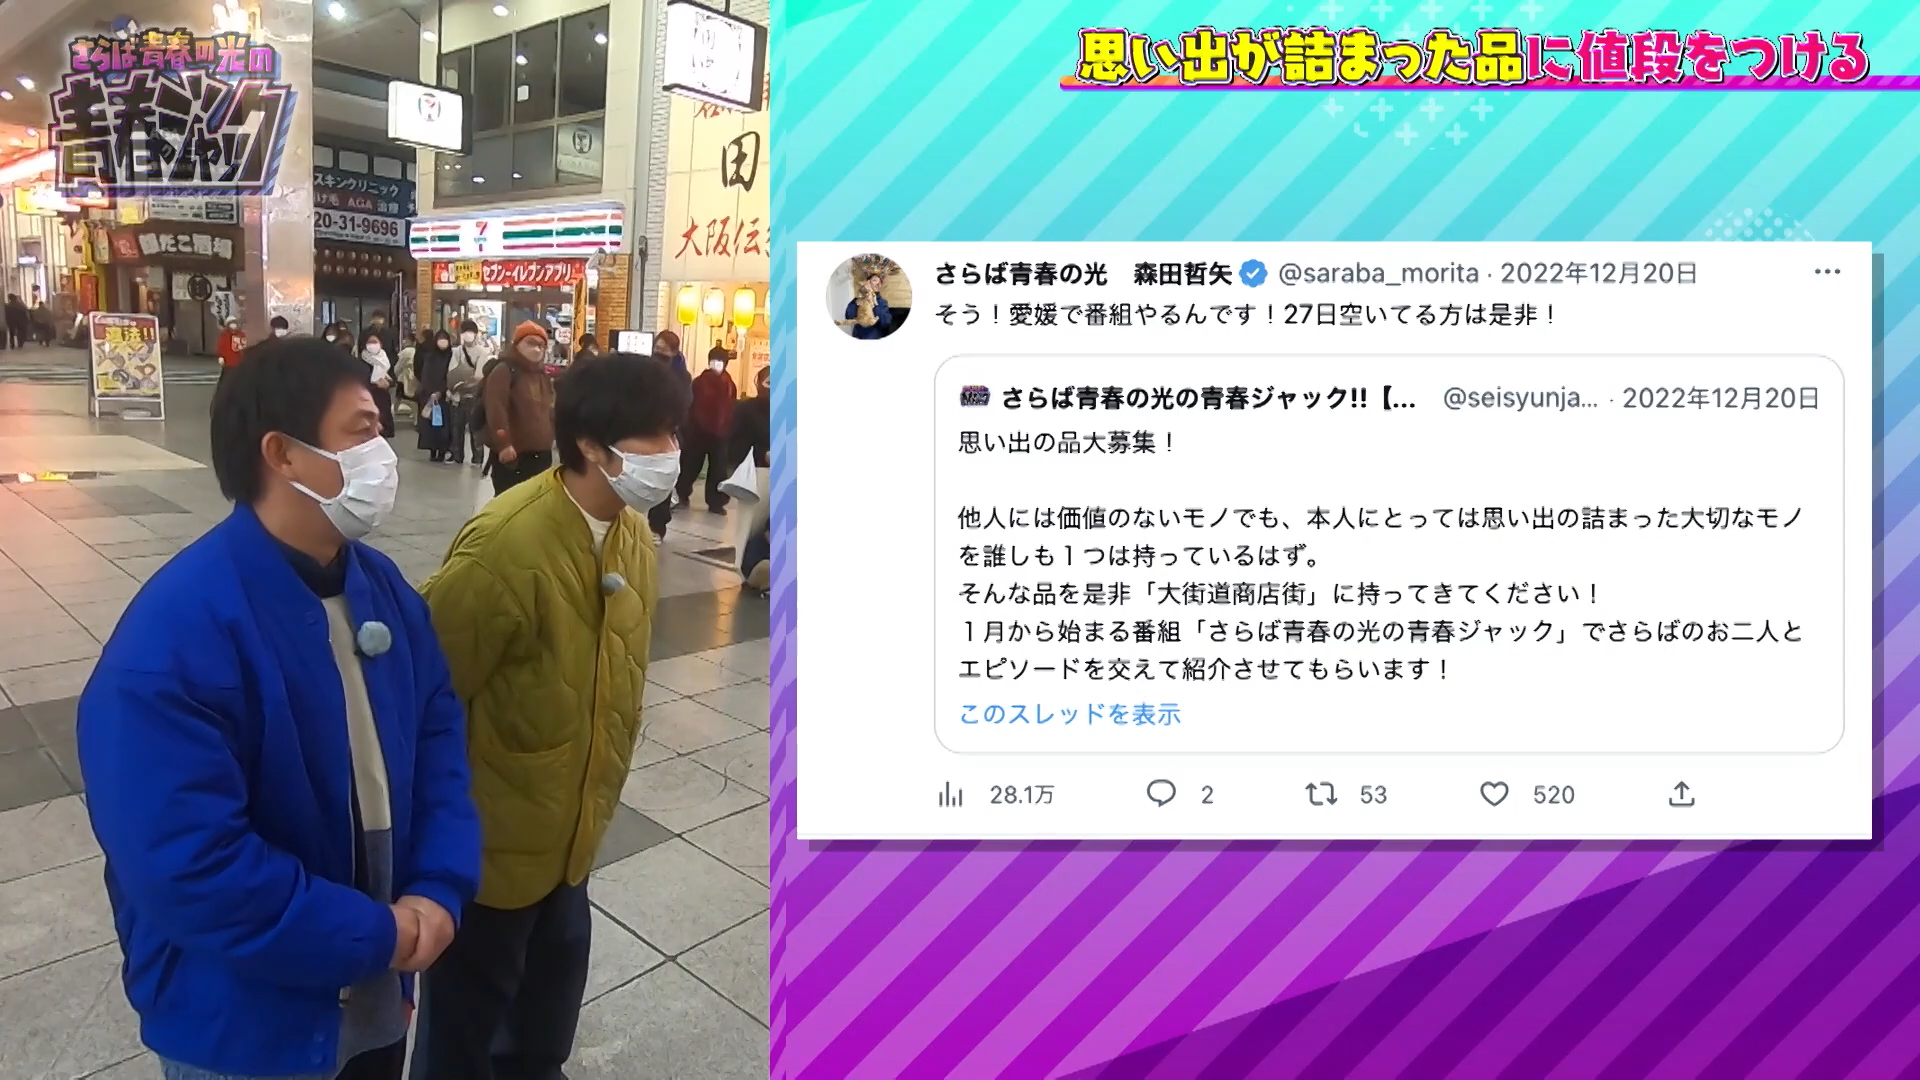 さらば青春の光の
青春ジャック
思い出が詰まった品に値段をつける
スキンクリニック
AGA 治療
20-31-9696
セブン-イレブンアプリ
田
大阪伝
違法!!
さらば青春の光 森田哲矢 @saraba_morita · 2022年12月20日
そう！愛媛で番組やるんです！27日空いてる方は是非！
さらば青春の光の青春ジャック!!【... @seisyunja... · 2022年12月20日
思い出の品大募集！
他人には価値のないモノでも、本人にとっては思い出の詰まった大切なモノ
を誰しも１つは持っているはず。
そんな品を是非「大街道商店街」に持ってきてください！
１月から始まる番組「さらば青春の光の青春ジャック」でさらばのお二人と
エピソードを交えて紹介させてもらいます！
このスレッドを表示
28.1万 2 53 520